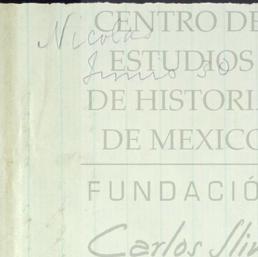 CENTRO DE
Nicolas
ESTUDIOS
Junio 30
DE HISTORI
DE MEXICO
FUNDACIÓ
Carlos Slim